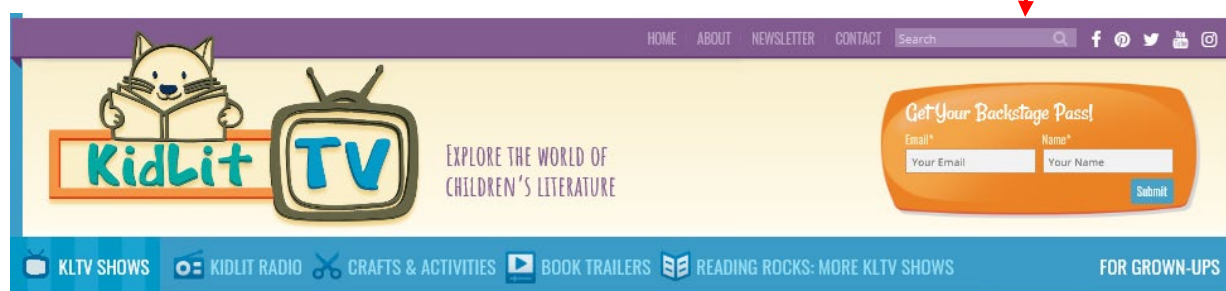 HOME ABOUT NEWSLETTER CONTACT Search
KidLit TV
EXPLORE THE WORLD OF
CHILDREN'S LITERATURE
Get Your Backstage Pass!
Email* Name*
Your Email Your Name
Submit
KLTV SHOWS KIDLIT RADIO CRAFTS & ACTIVITIES BOOK TRAILERS READING ROCKS: MORE KLTV SHOWS FOR GROWN-UPS